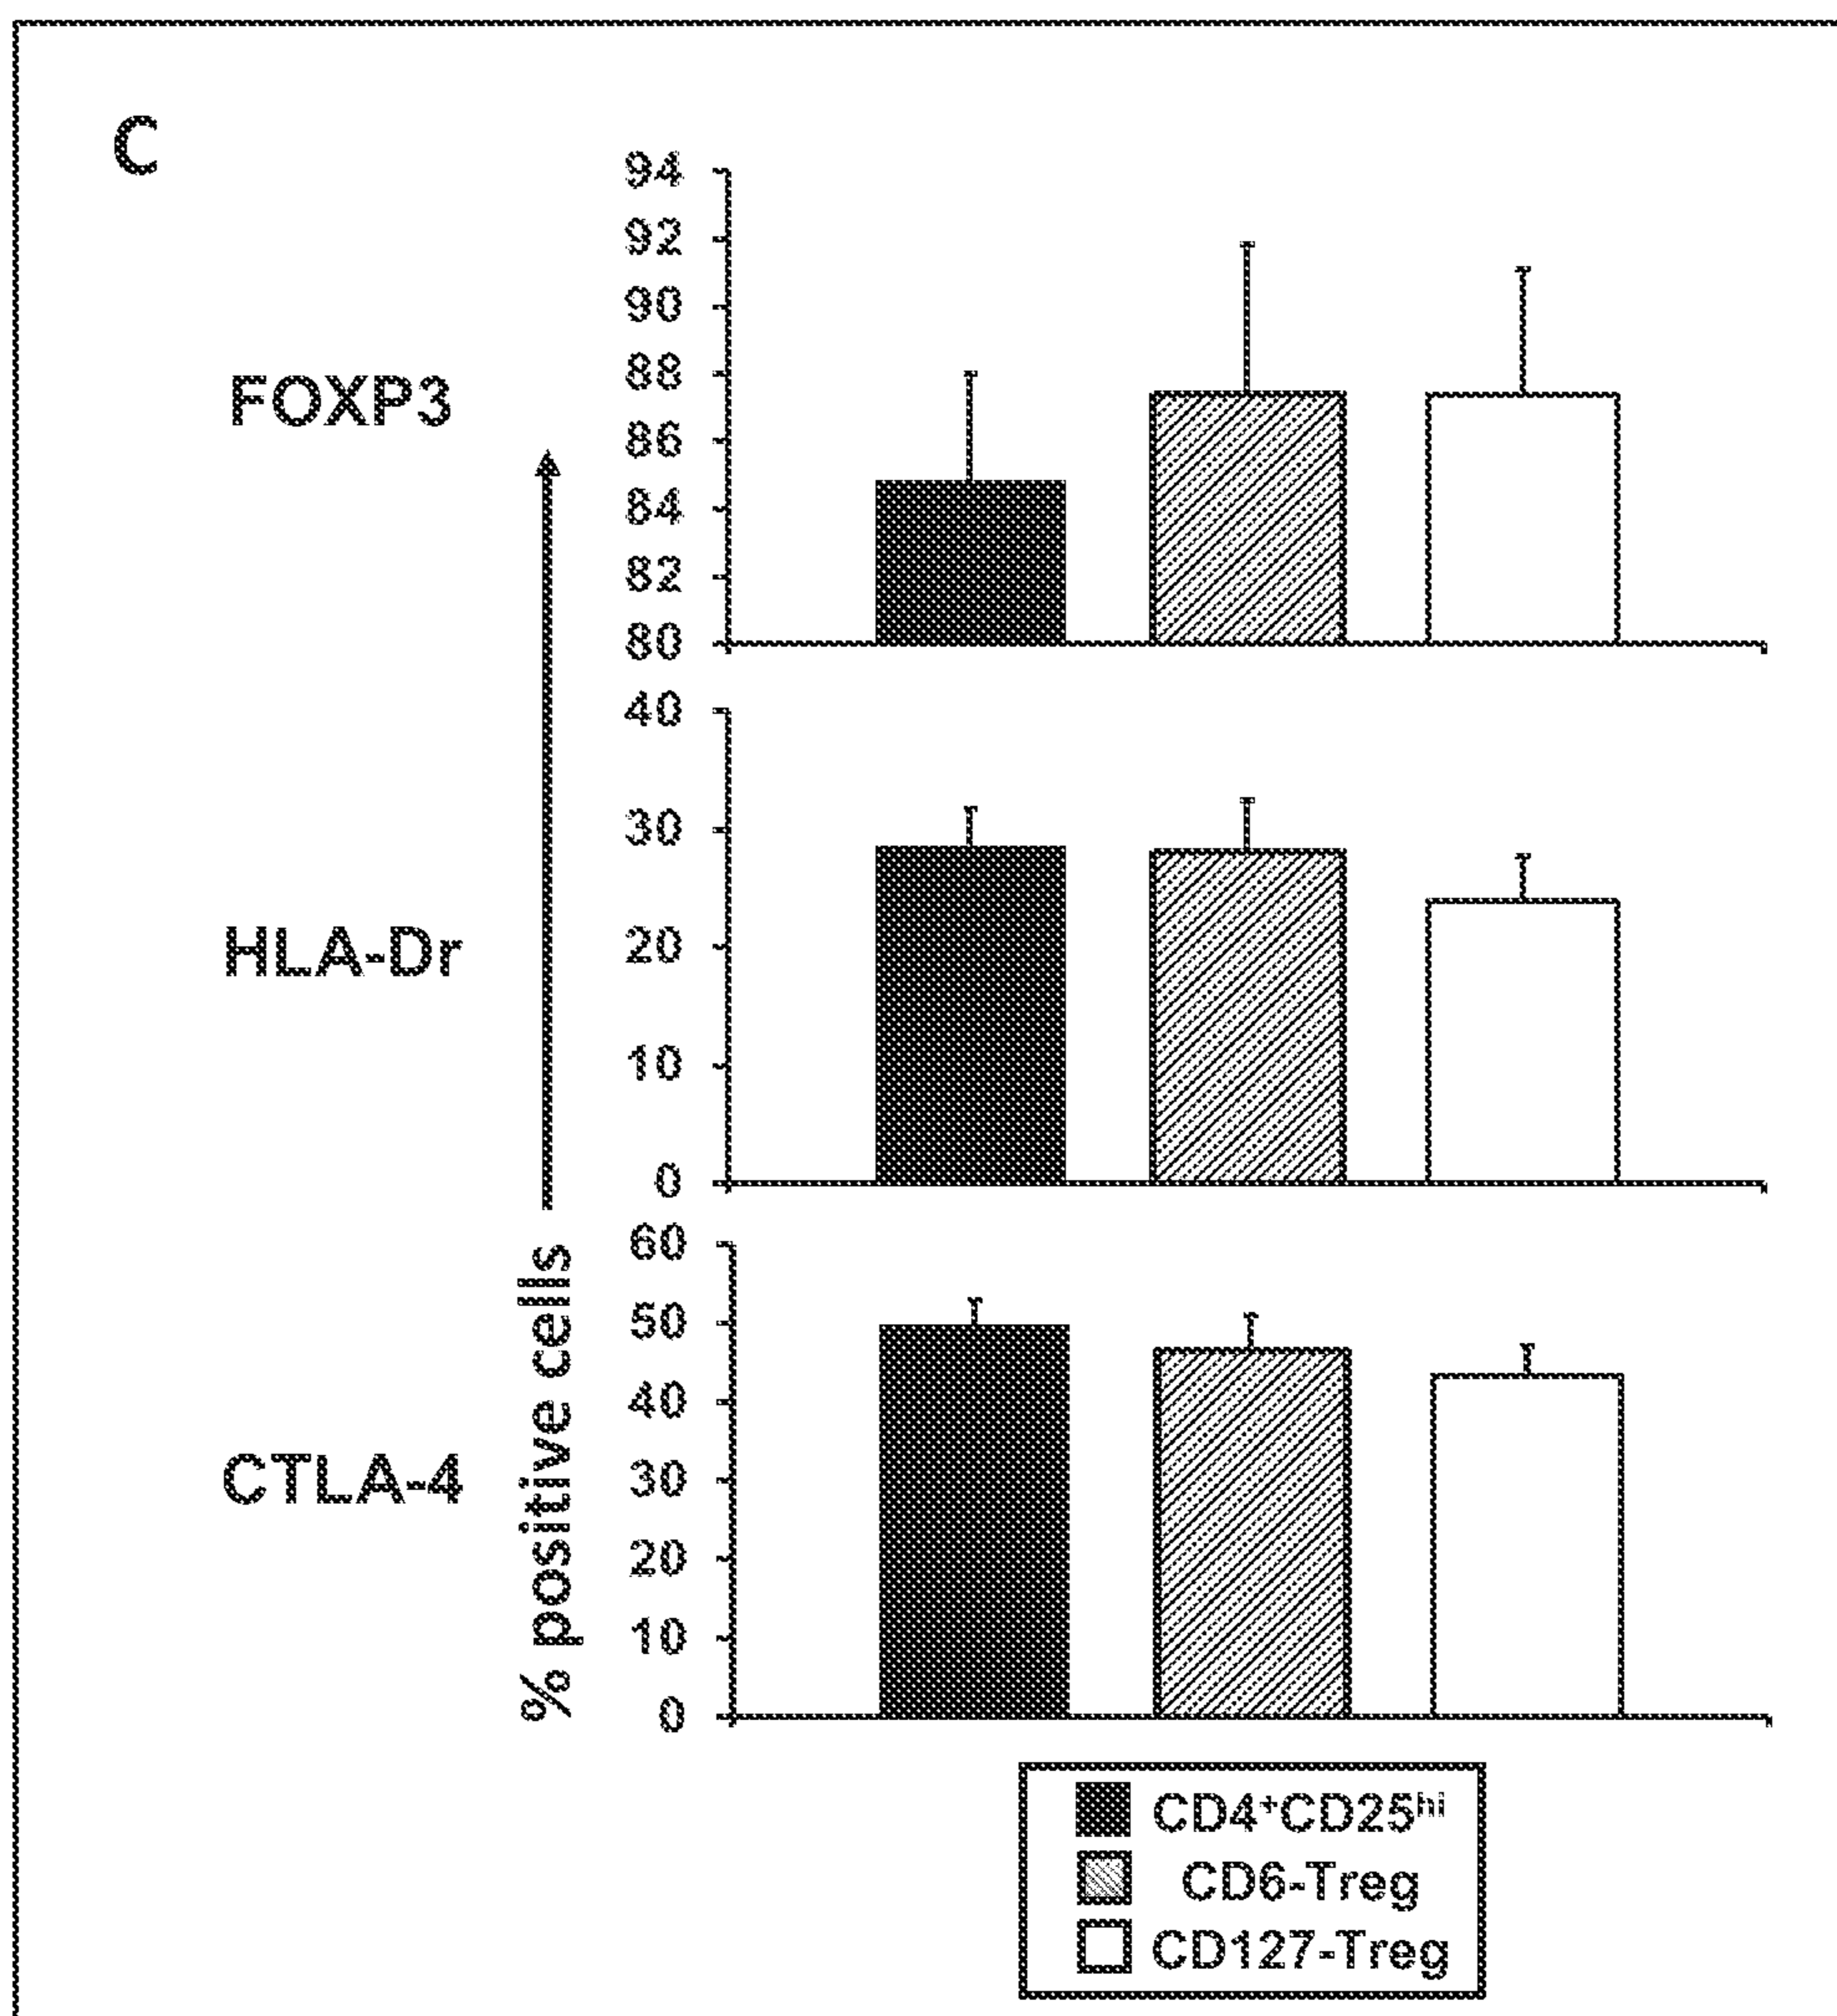 C
FOXP3
94
92
90
88
86
84
82
80
HLA-Dr
40
30
20
10
0
CTLA-4
60
50
40
30
20
10
0
% positive cells
CD4⁺CD25ʰⁱ
CD6-Treg
CD127-Treg